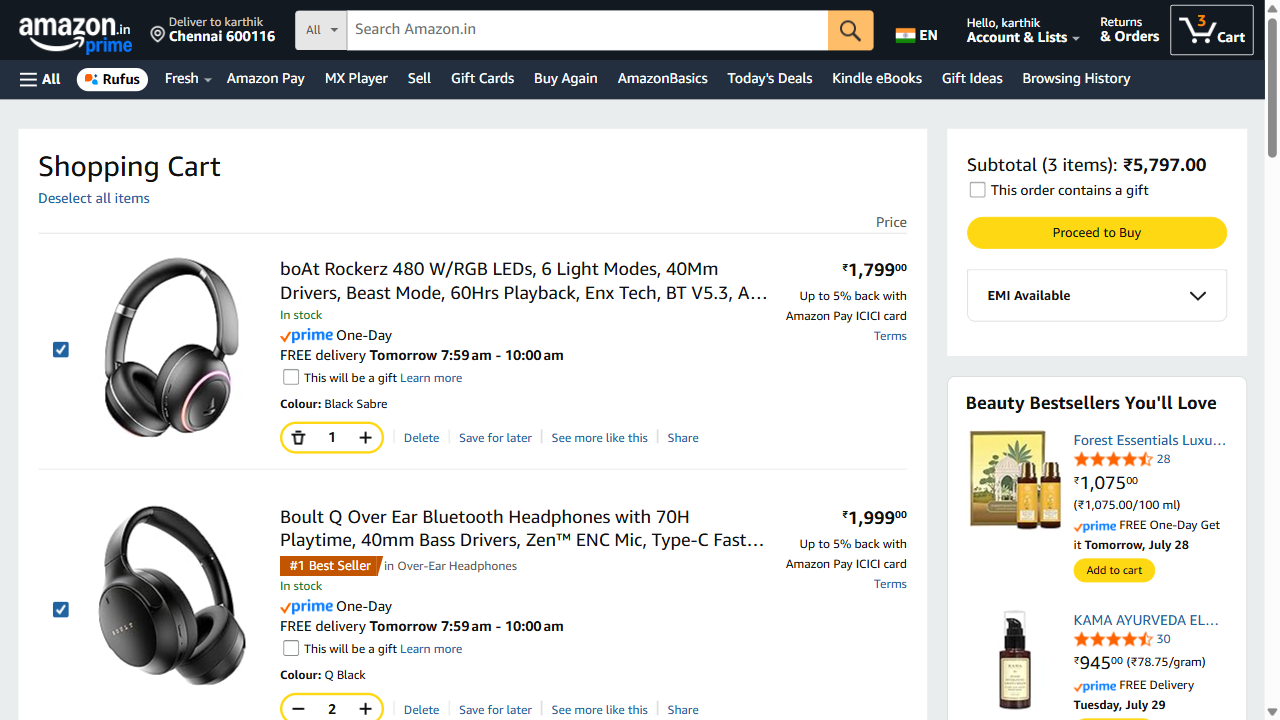 amazon.in
prime
Deliver to karthik
Chennai 600116
All
Search Amazon.in
EN
Hello, karthik
Account & Lists
Returns
& Orders
3
Cart
All
Rufus
Fresh
Amazon Pay
MX Player
Sell
Gift Cards
Buy Again
AmazonBasics
Today's Deals
Kindle eBooks
Gift Ideas
Browsing History
Shopping Cart
Deselect all items
Price
boAt Rockerz 480 W/RGB LEDs, 6 Light Modes, 40Mm
Drivers, Beast Mode, 60Hrs Playback, Enx Tech, BT V5.3, A…
In stock
prime One-Day
FREE delivery Tomorrow 7:59 am - 10:00 am
This will be a gift Learn more
Colour: Black Sabre
1
Delete
Save for later
See more like this
Share
₹1,79900
Up to 5% back with
Amazon Pay ICICI card
Terms
BOULT
Boult Q Over Ear Bluetooth Headphones with 70H
Playtime, 40mm Bass Drivers, Zen™ ENC Mic, Type-C Fast…
#1 Best Seller in Over-Ear Headphones
In stock
prime One-Day
FREE delivery Tomorrow 7:59 am - 10:00 am
This will be a gift Learn more
Colour: Q Black
2
Delete
Save for later
See more like this
Share
₹1,99900
Up to 5% back with
Amazon Pay ICICI card
Terms
Subtotal (3 items): ₹5,797.00
This order contains a gift
Proceed to Buy
EMI Available
Beauty Bestsellers You'll Love
Forest Essentials Luxu…
28
₹1,07500
(₹1,075.00/100 ml)
prime FREE One-Day Get
it Tomorrow, July 28
Add to cart
KAMA AYURVEDA EL…
30
₹94500 (₹78.75/gram)
prime FREE Delivery
Tuesday, July 29